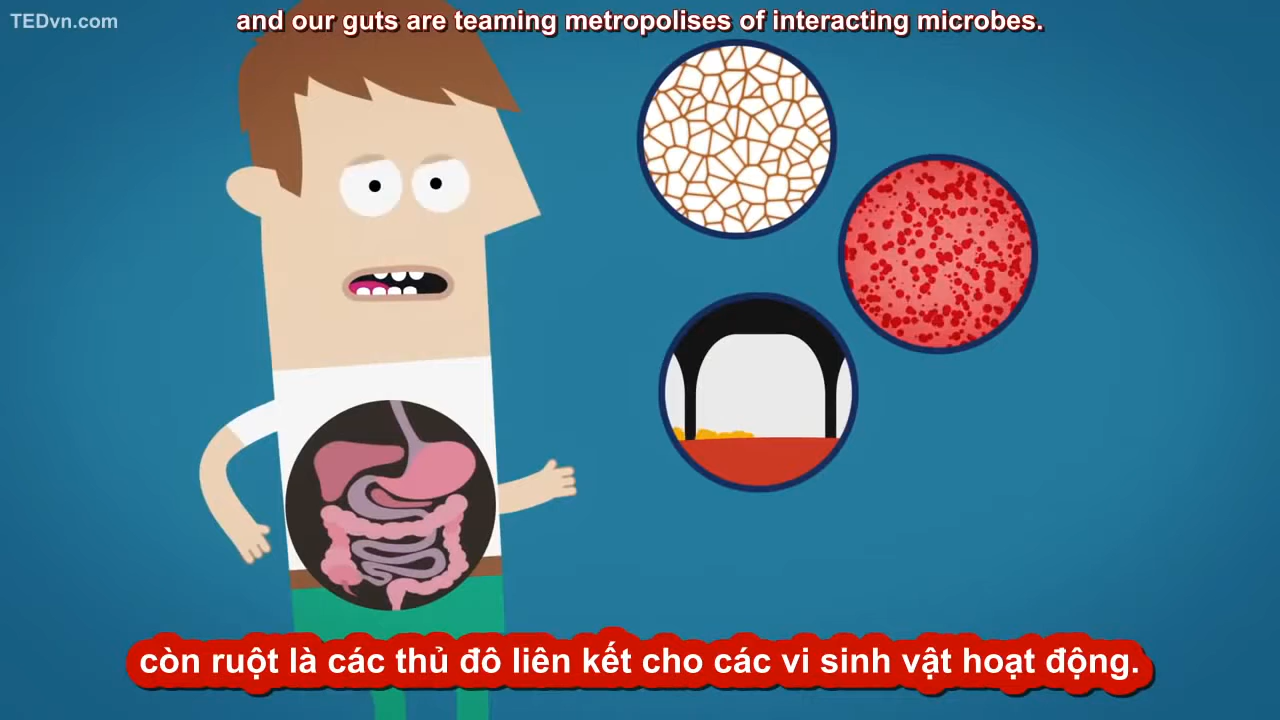 TEDvn.com
and our guts are teaming metropolises of interacting microbes.
còn ruột là các thủ đô liên kết cho các vi sinh vật hoạt động.